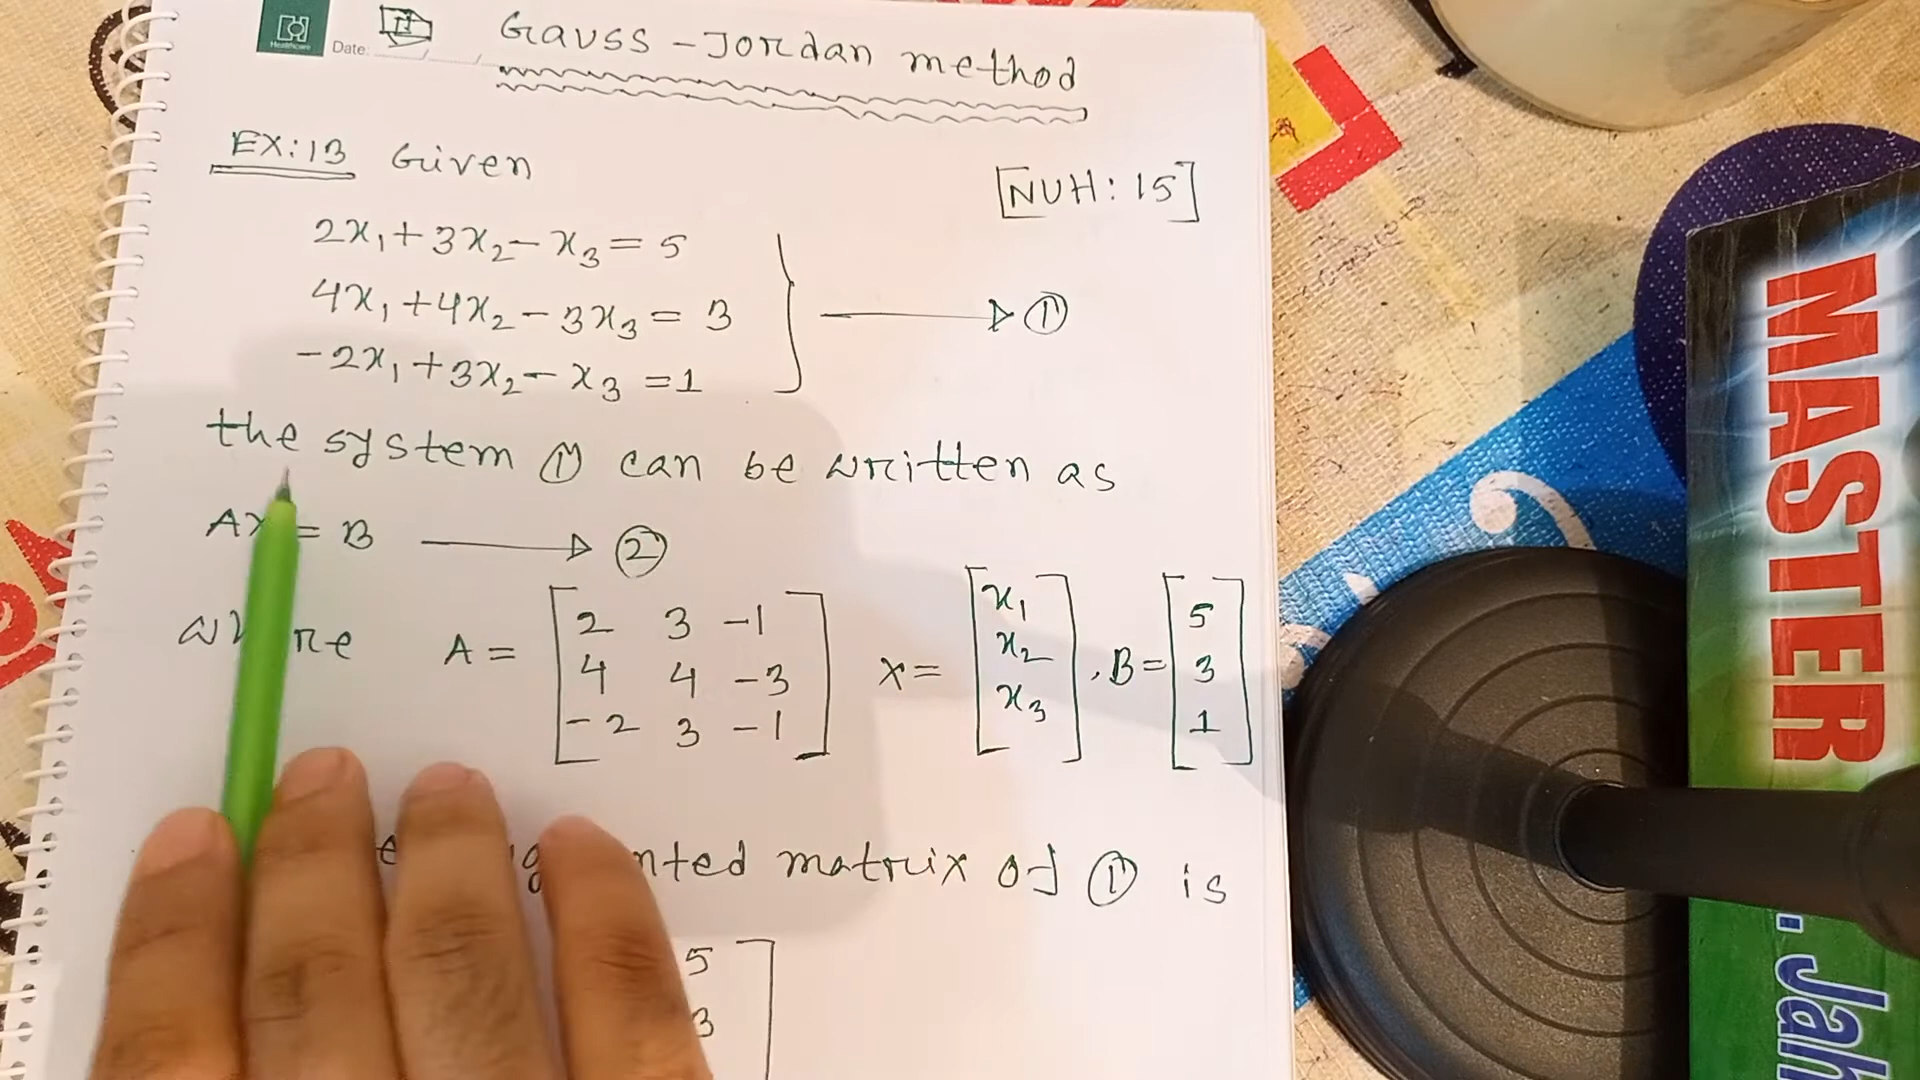 Healthcare
Date:
Gauss-Jordan method
EX:13 Given
[NUH: 15]
2x₁+3x₂-x₃=5
4x₁+4x₂-3x₃=3
-2x₁+3x₂-x₃=1
①
the system ① can be written as
= B ②
A = [2 3 -1
4 4 -3
-2 3 -1]
X = [x₁
x₂
x₃], B = [5
3
1]
matrix of ① is
5
3
MASTER